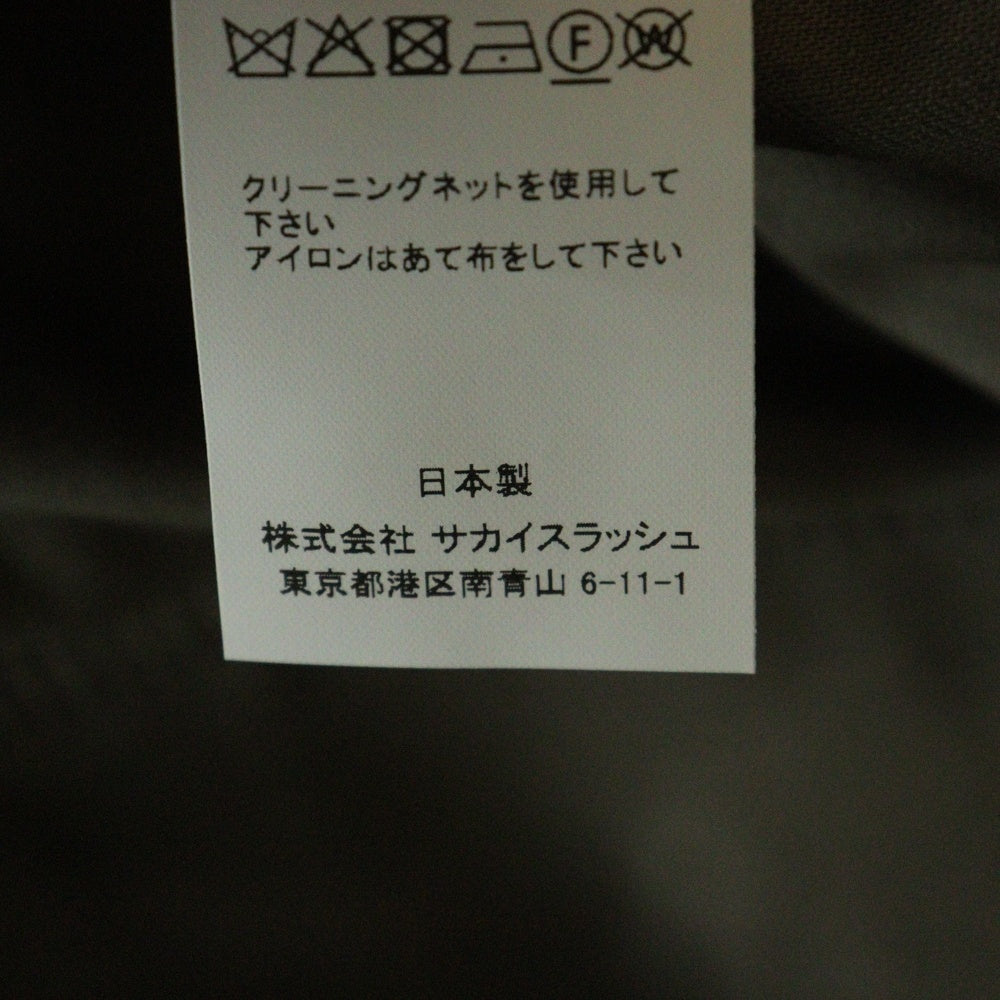 F W
クリーニングネットを使用して
下さい
アイロンはあて布をして下さい
日本製
株式会社 サカイスラッシュ
東京都港区南青山 6-11-1